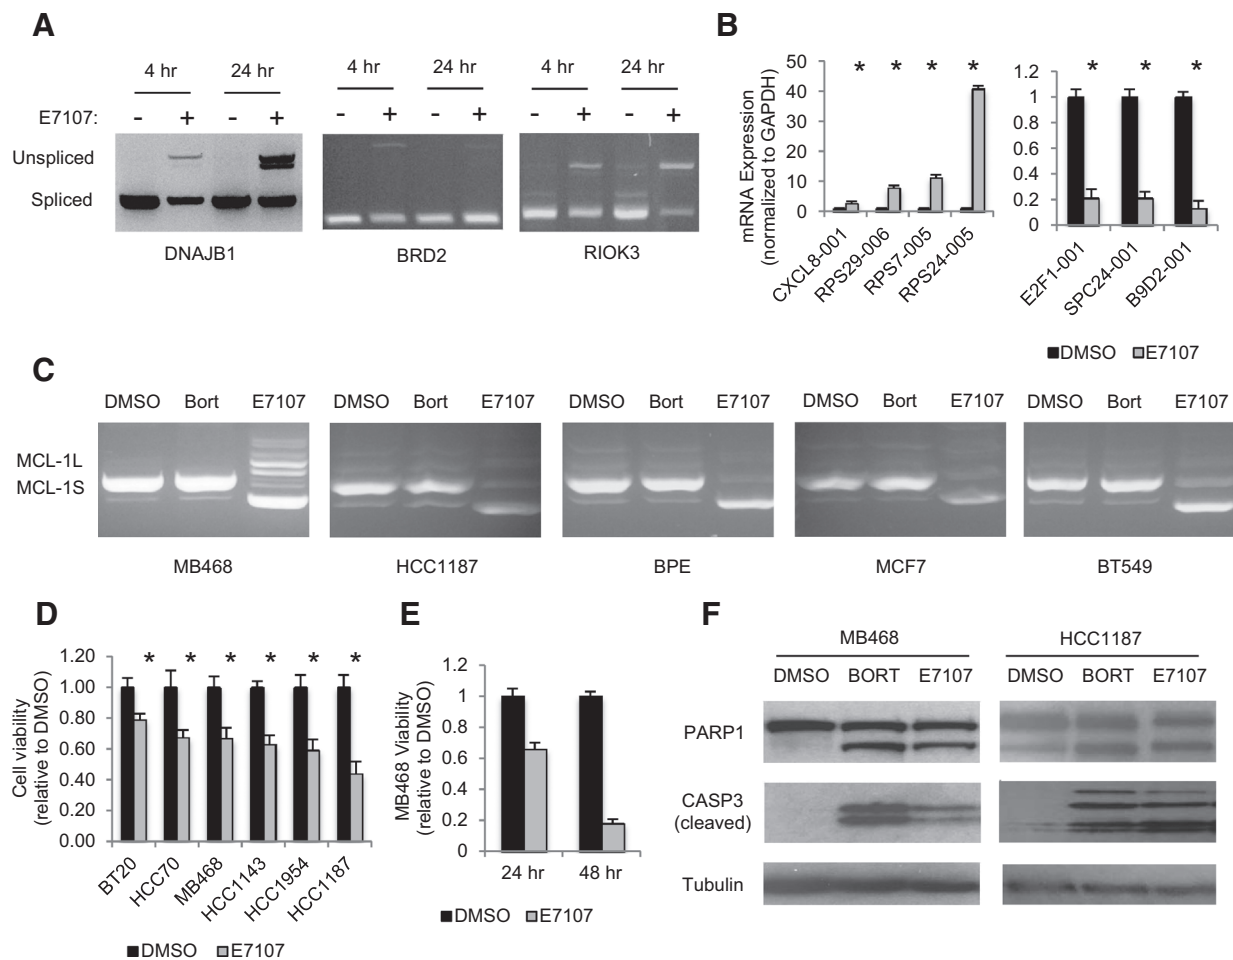 A
4 hr 24 hr
4 hr 24 hr
4 hr 24 hr
E7107: - + - +
- + - +
- + - +
Unspliced
Spliced
DNAJB1
BRD2
RIOK3
B
mRNA Expression
(normalized to GAPDH)
50
40
30
20
10
0
* * * *
CXCL8-001
RPS29-006
RPS7-005
RPS24-005
1.2
1
0.8
0.6
0.4
0.2
0
* * *
E2F1-001
SPC24-001
B9D2-001
DMSO E7107
C
DMSO Bort E7107
DMSO Bort E7107
DMSO Bort E7107
DMSO Bort E7107
DMSO Bort E7107
MCL-1L
MCL-1S
MB468
HCC1187
BPE
MCF7
BT549
D
Cell viability
(relative to DMSO)
1.20
1.00
0.80
0.60
0.40
0.20
0.00
* * * * * *
BT20
HCC70
MB468
HCC1143
HCC1954
HCC1187
DMSO E7107
E
MB468 Viability
(relative to DMSO)
1.2
1
0.8
0.6
0.4
0.2
0
24 hr 48 hr
DMSO E7107
F
MB468
HCC1187
DMSO BORT E7107
DMSO BORT E7107
PARP1
CASP3
(cleaved)
Tubulin